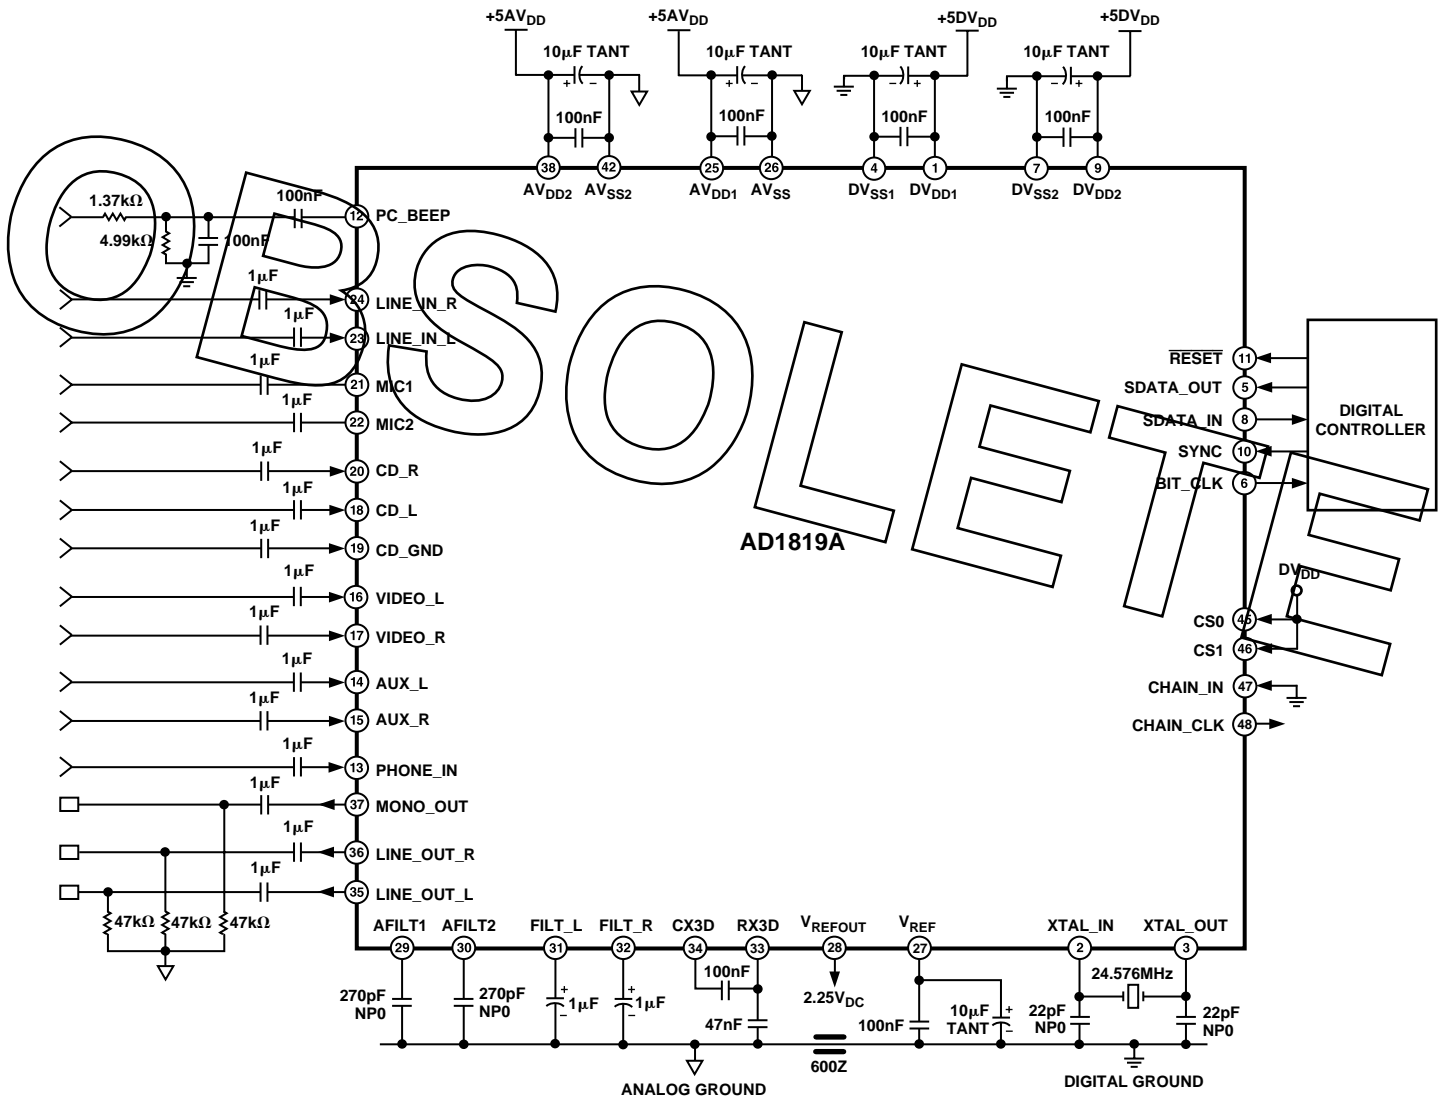 +5AVDD +5AVDD +5DVDD +5DVDD
10µF TANT 10µF TANT 10µF TANT 10µF TANT
+ – + – – + – +
100nF 100nF 100nF 100nF
38 42 25 26 4 1 7 9
AVDD2 AVSS2 AVDD1 AVSS DVSS1 DVDD1 DVSS2 DVDD2
OBSOLETE
1.37kΩ 100nF
12 PC_BEEP
4.99kΩ 100nF
1µF
24 LINE_IN_R
1µF
23 LINE_IN_L
1µF
21 MIC1
1µF
22 MIC2
1µF
20 CD_R
1µF
18 CD_L
1µF
19 CD_GND
1µF
16 VIDEO_L
1µF
17 VIDEO_R
1µF
14 AUX_L
1µF
15 AUX_R
1µF
13 PHONE_IN
1µF
37 MONO_OUT
1µF
36 LINE_OUT_R
1µF
35 LINE_OUT_L
47kΩ 47kΩ 47kΩ
AD1819A
RESET 11
SDATA_OUT 5
SDATA_IN 8
SYNC 10
BIT_CLK 6
DIGITAL
CONTROLLER
DVDD
CS0 45
CS1 46
CHAIN_IN 47
CHAIN_CLK 48
AFILT1 AFILT2 FILT_L FILT_R CX3D RX3D VREFOUT VREF XTAL_IN XTAL_OUT
29 30 31 32 34 33 28 27 2 3
270pF
NP0
270pF
NP0
+
1µF
–
+
1µF
–
100nF
47nF
2.25VDC
100nF
10µF
TANT
+
–
24.576MHz
22pF
NP0
22pF
NP0
600Z
ANALOG GROUND
DIGITAL GROUND